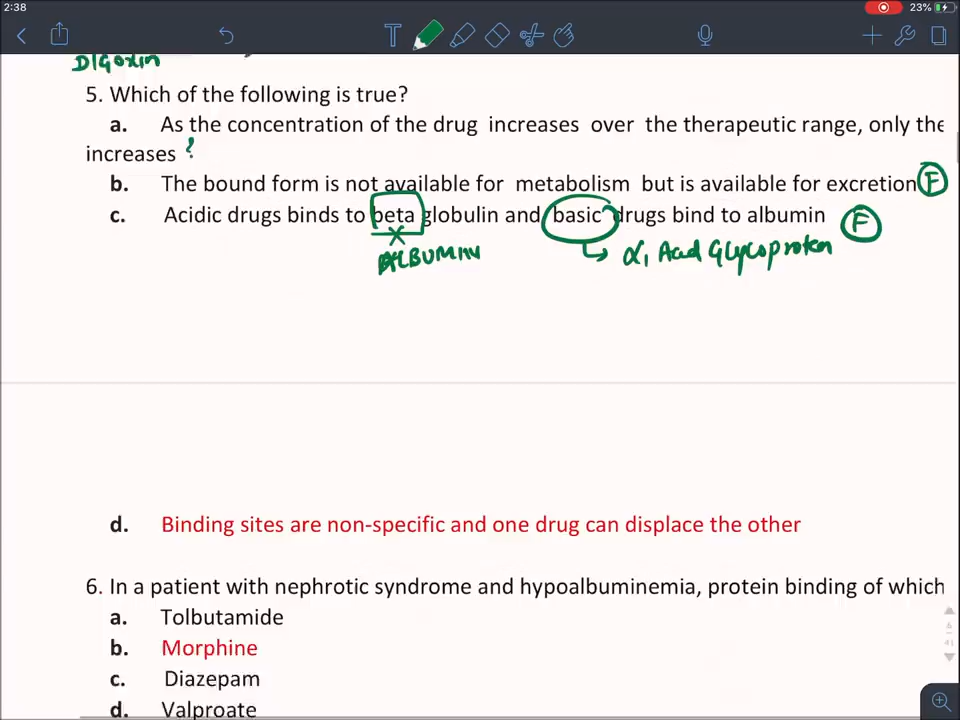 2:38
23%
T
DIGOXIN
5. Which of the following is true?
a. As the concentration of the drug increases over the therapeutic range, only the
increases ?
b. The bound form is not available for metabolism but is available for excretion F
c. Acidic drugs binds to beta globulin and basic drugs bind to albumin F
ALBUMIN α1 Acid Glycoprotein
d. Binding sites are non-specific and one drug can displace the other
6. In a patient with nephrotic syndrome and hypoalbuminemia, protein binding of which
a. Tolbutamide
b. Morphine
c. Diazepam
d. Valproate